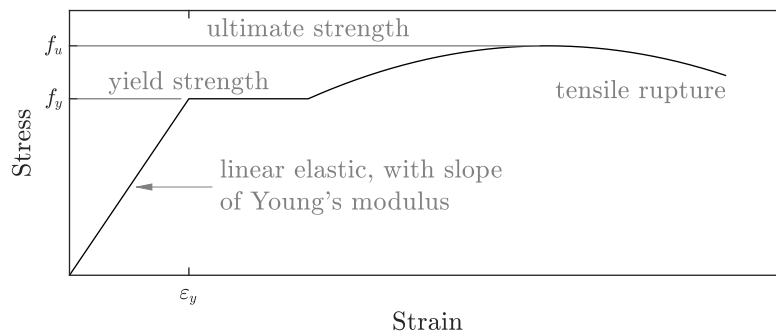 f_u
ultimate strength
yield strength
f_y
tensile rupture
Stress
linear elastic, with slope
of Young's modulus
ε_y
Strain